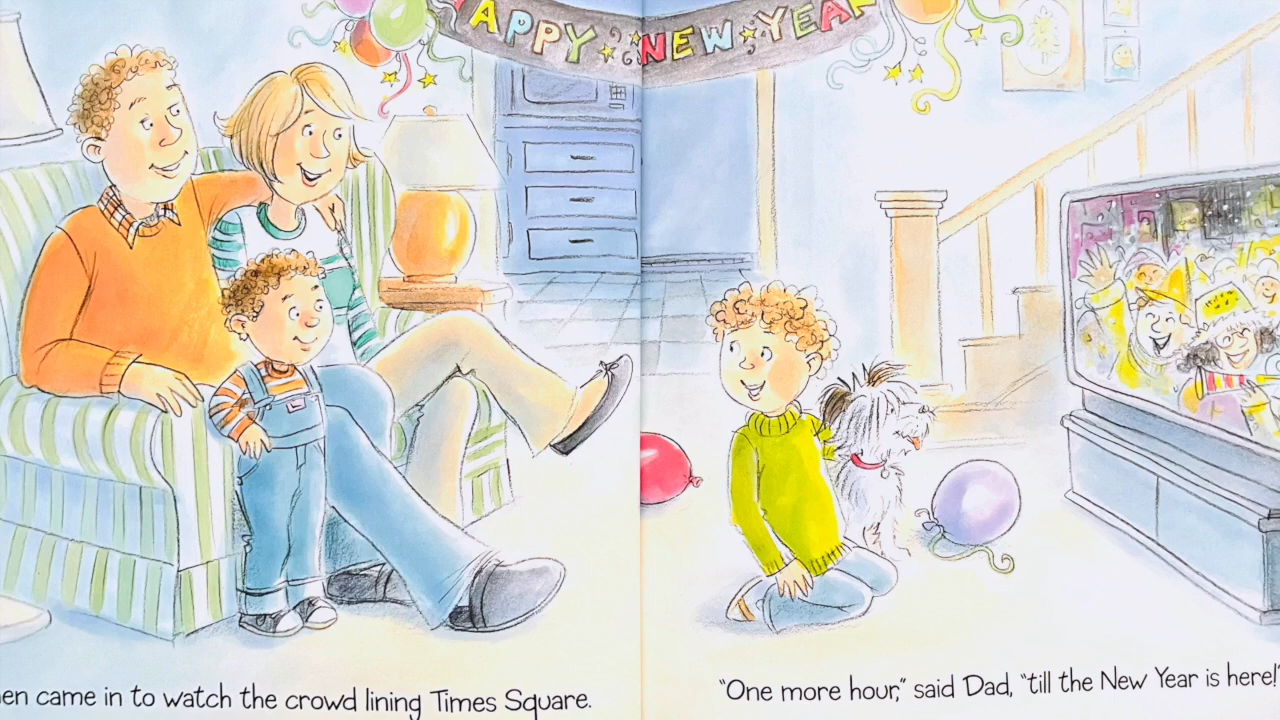 APPY NEW YEAR
en came in to watch the crowd lining Times Square.
“One more hour,” said Dad, “till the New Year is here!”